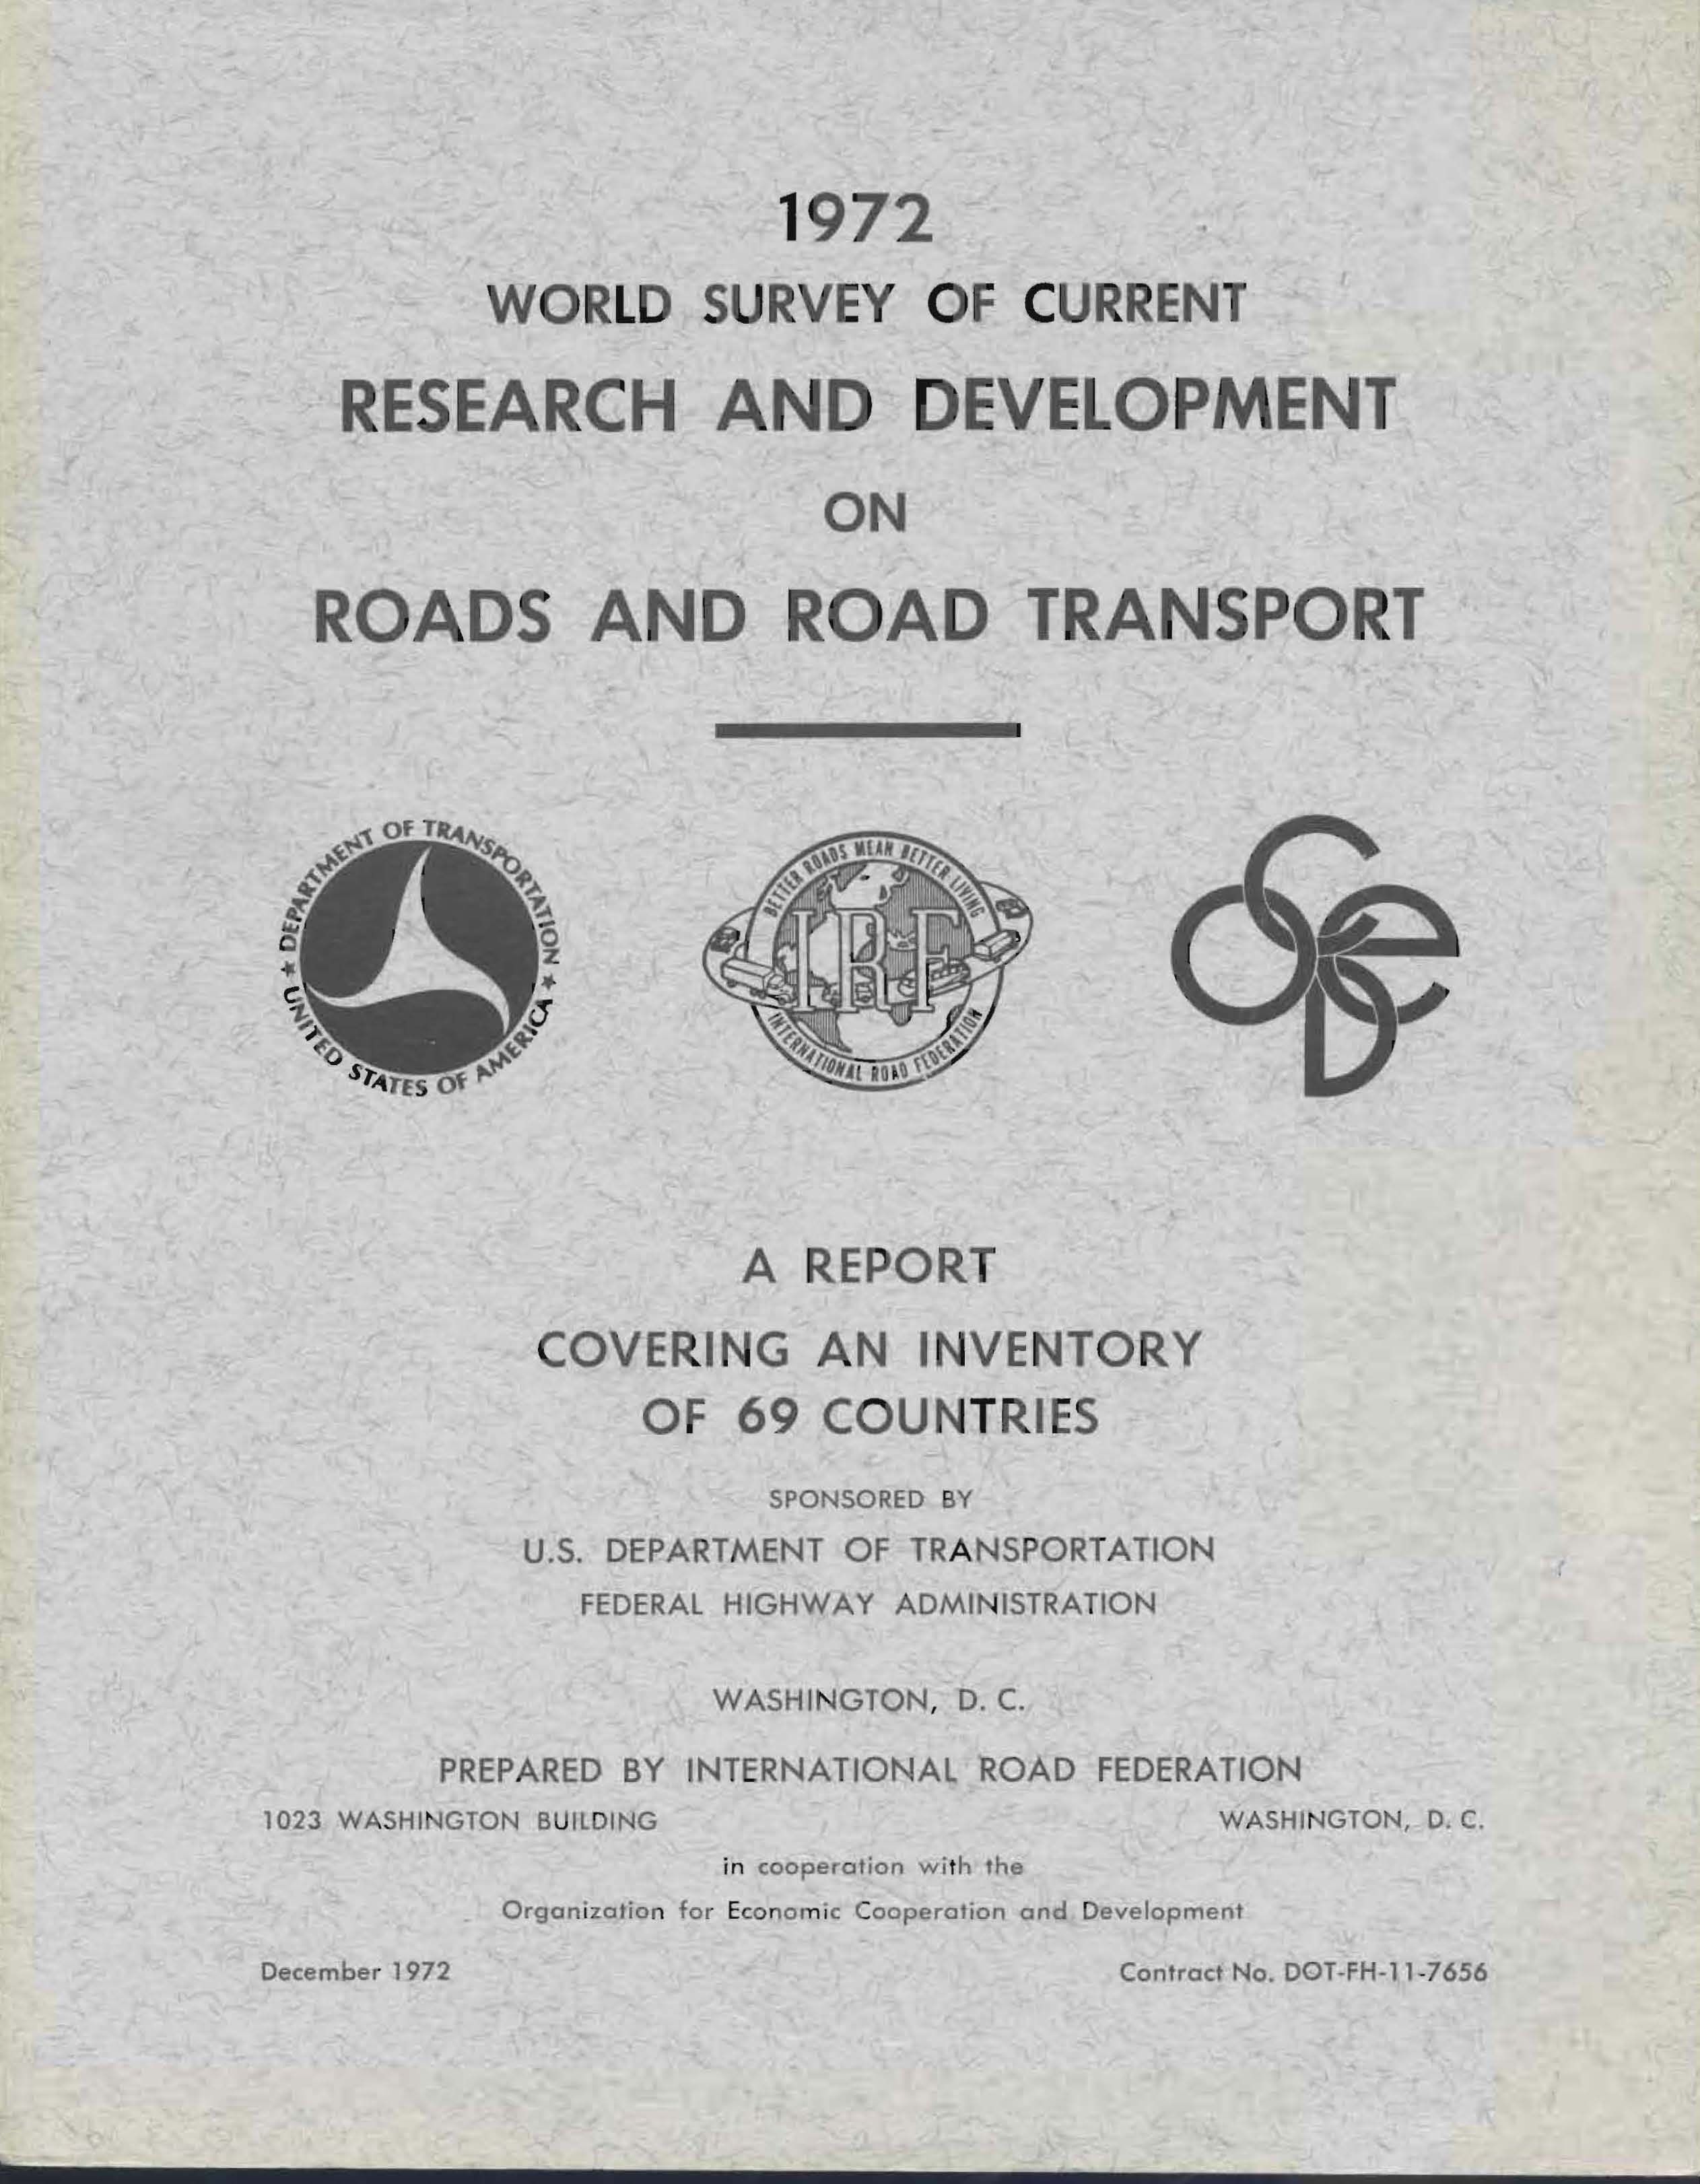 1972
WORLD SURVEY OF CURRENT
RESEARCH AND DEVELOPMENT
ON
ROADS AND ROAD TRANSPORT
★ DEPARTMENT OF TRANSPORTATION ★
UNITED STATES OF AMERICA
BETTER ROADS MEAN BETTER LIVING
IRF
INTERNATIONAL ROAD FEDERATION
OCDE
A REPORT
COVERING AN INVENTORY
OF 69 COUNTRIES
SPONSORED BY
U.S. DEPARTMENT OF TRANSPORTATION
FEDERAL HIGHWAY ADMINISTRATION
WASHINGTON, D. C.
PREPARED BY INTERNATIONAL ROAD FEDERATION
1023 WASHINGTON BUILDING WASHINGTON, D. C.
in cooperation with the
Organization for Economic Cooperation and Development
December 1972 Contract No. DOT-FH-11-7656